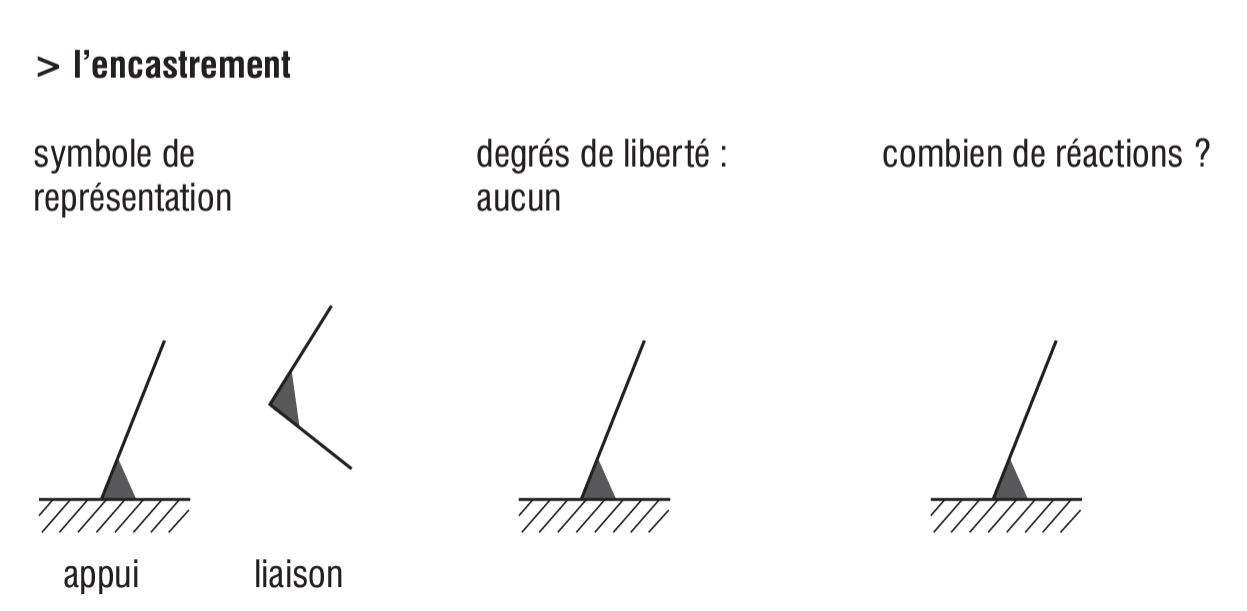 > l’encastrement
symbole de
représentation
degrés de liberté :
aucun
combien de réactions ?
appui
liaison